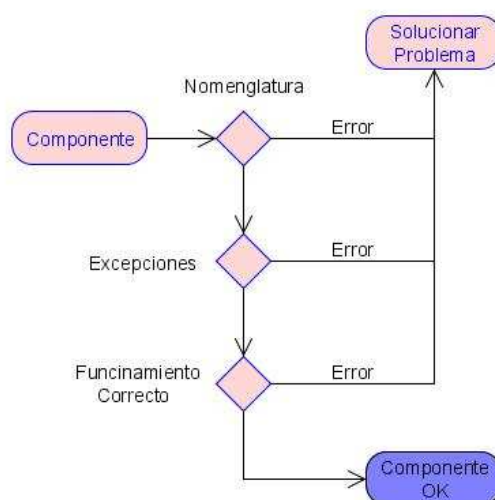 Solucionar
Problema
Nomenglatura
Componente
Error
Excepciones
Error
Funcinamiento
Correcto
Error
Componente
OK